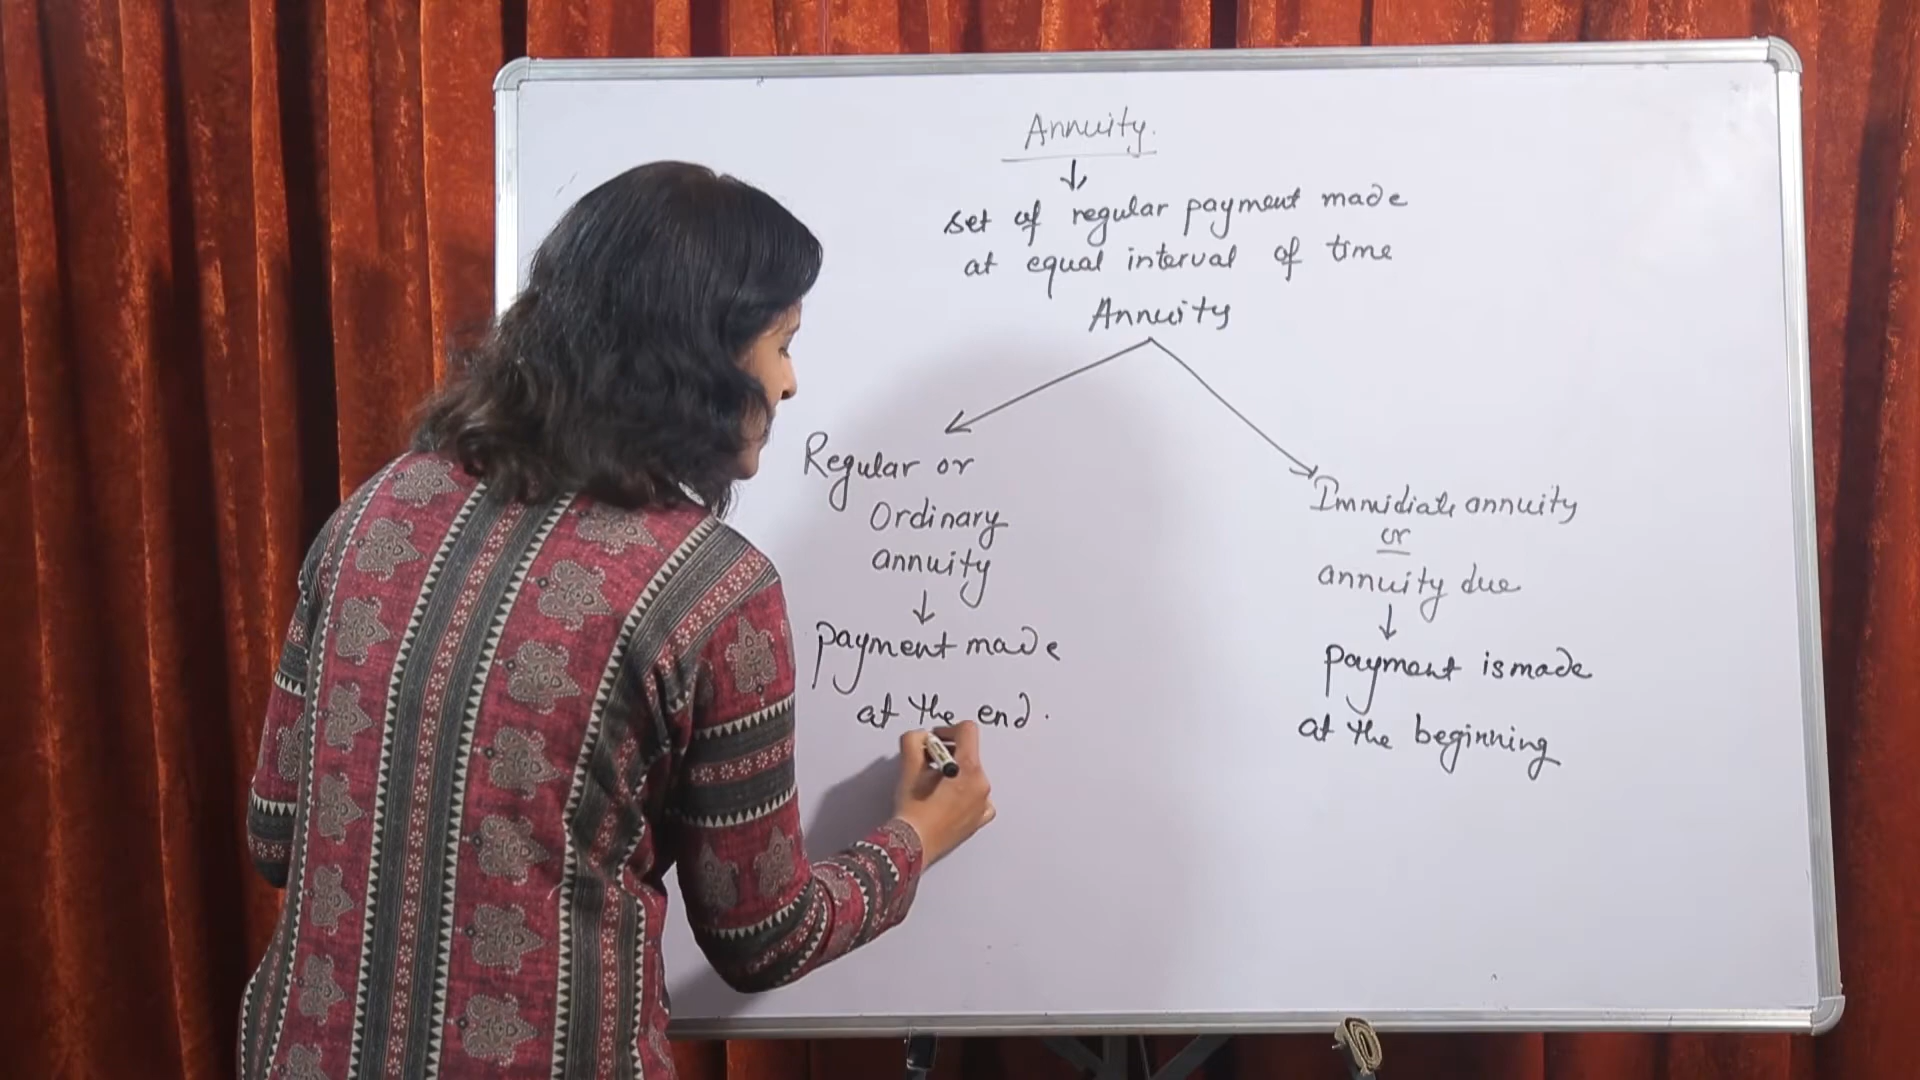 Annuity.
set of regular payment made
at equal interval of time
Annuity
Regular or
Ordinary
annuity
payment made
at the end.
Immidiate annuity
or
annuity due
payment is made
at the beginning